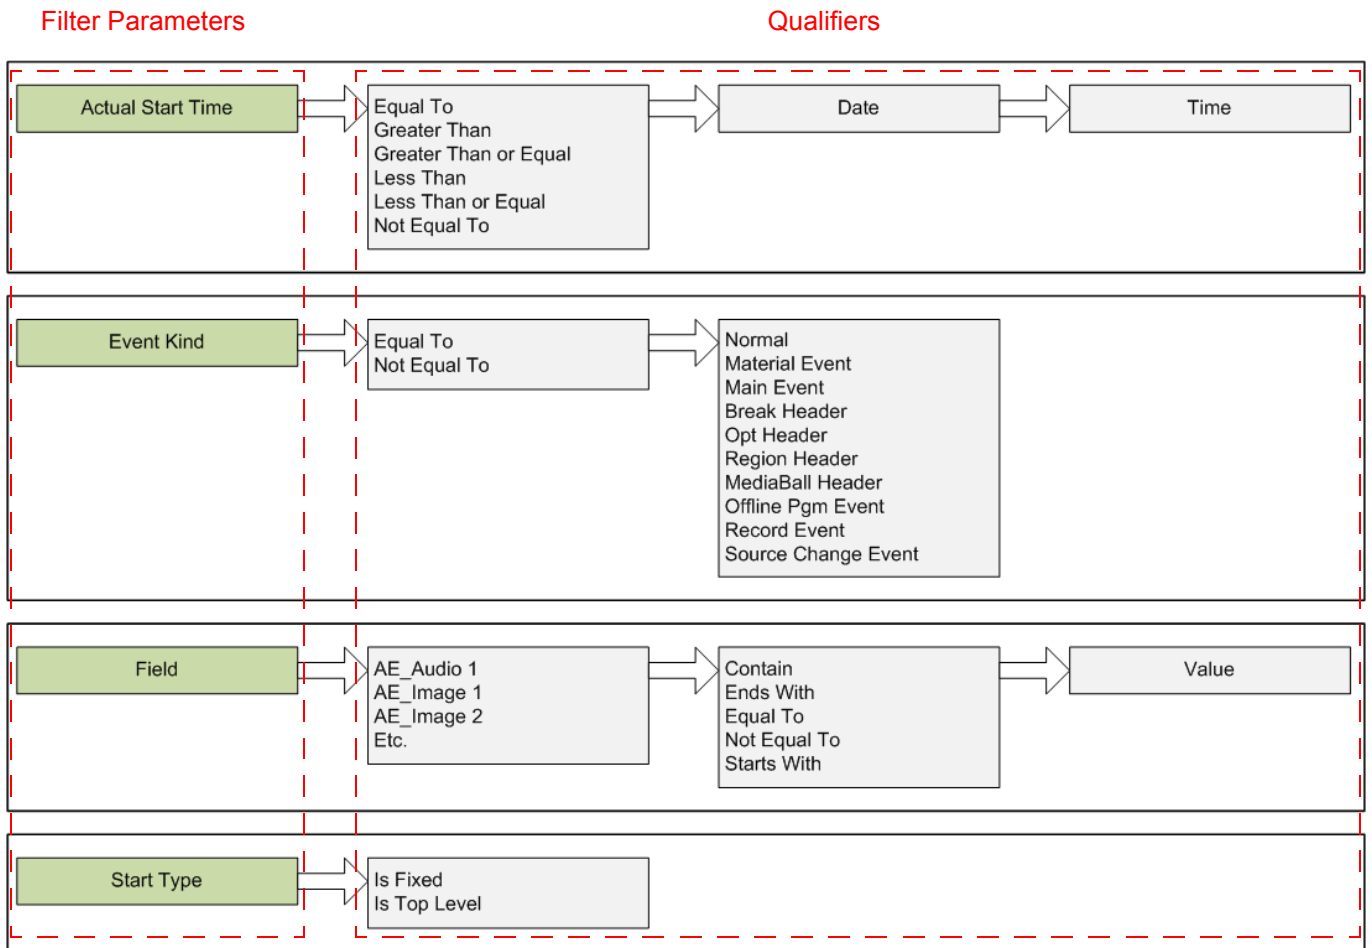 Filter Parameters
Qualifiers
Actual Start Time
Equal To
Greater Than
Greater Than or Equal
Less Than
Less Than or Equal
Not Equal To
Date
Time
Event Kind
Equal To
Not Equal To
Normal
Material Event
Main Event
Break Header
Opt Header
Region Header
MediaBall Header
Offline Pgm Event
Record Event
Source Change Event
Field
AE_Audio 1
AE_Image 1
AE_Image 2
Etc.
Contain
Ends With
Equal To
Not Equal To
Starts With
Value
Start Type
Is Fixed
Is Top Level